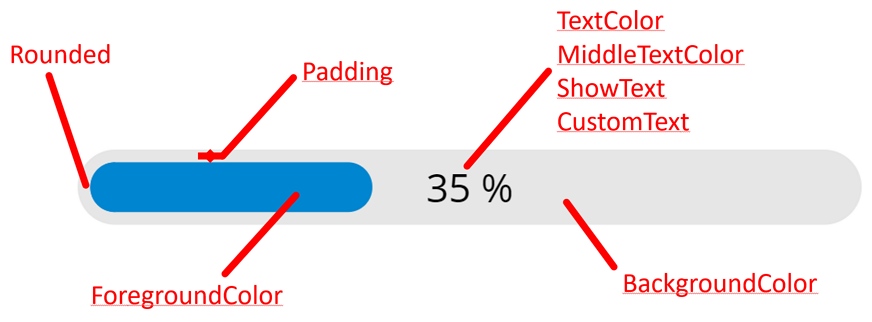 TextColor
MiddleTextColor
ShowText
CustomText
Rounded
Padding
35 %
ForegroundColor
BackgroundColor